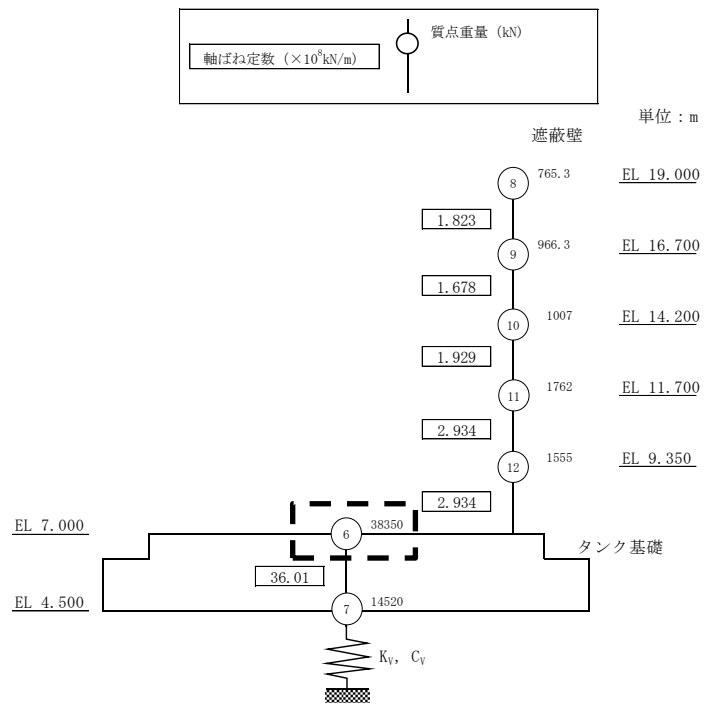 質点重量 (kN)
軸ばね定数 (×10⁸kN/m)
単位：m
遮蔽壁
8 765.3 EL 19.000
1.823
9 966.3 EL 16.700
1.678
10 1007 EL 14.200
1.929
11 1762 EL 11.700
2.934
12 1555 EL 9.350
2.934
EL 7.000 6 38350
タンク基礎
36.01
EL 4.500 7 14520
Kᵥ, Cᵥ